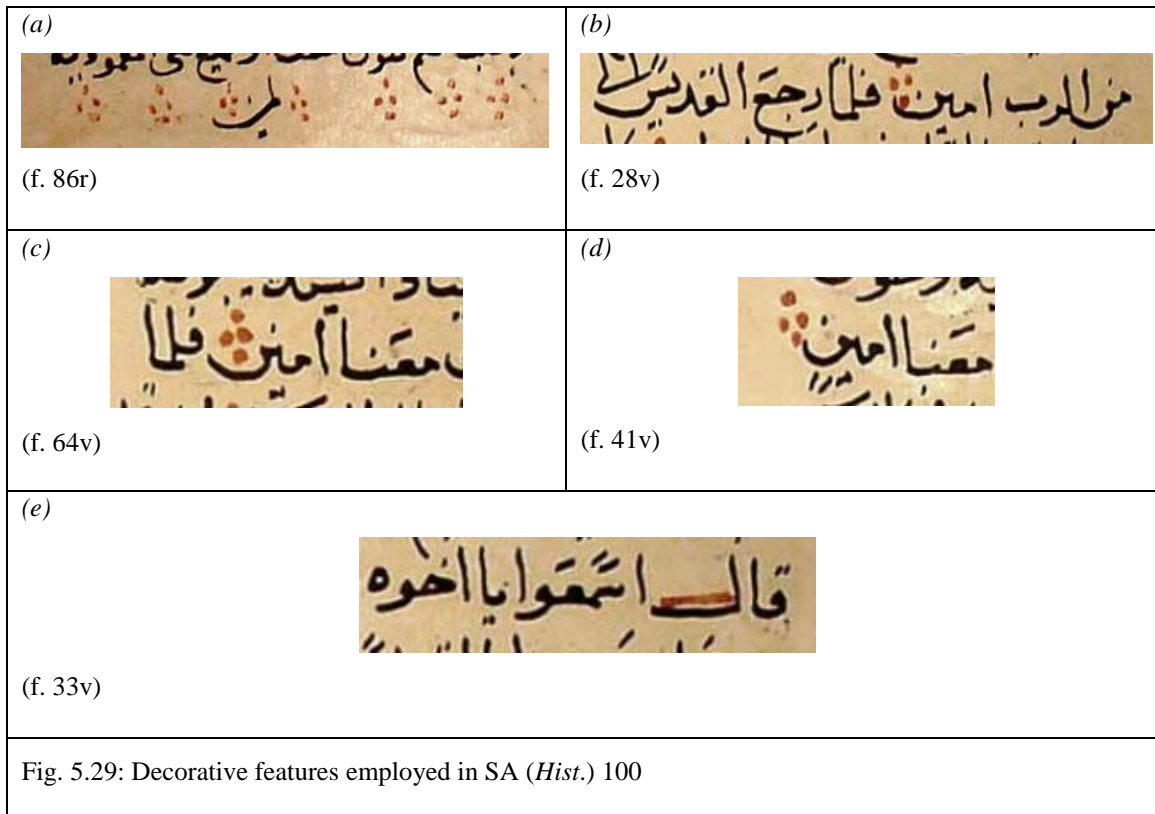 (a)
(b)
من الرب امين فلما رجع القديس الى
(f. 86r)
(f. 28v)
(c)
(d)
معنا امين فلما
معنا امين
(f. 64v)
(f. 41v)
(e)
قال اسمعوا يا اخوه
(f. 33v)
Fig. 5.29: Decorative features employed in SA (Hist.) 100